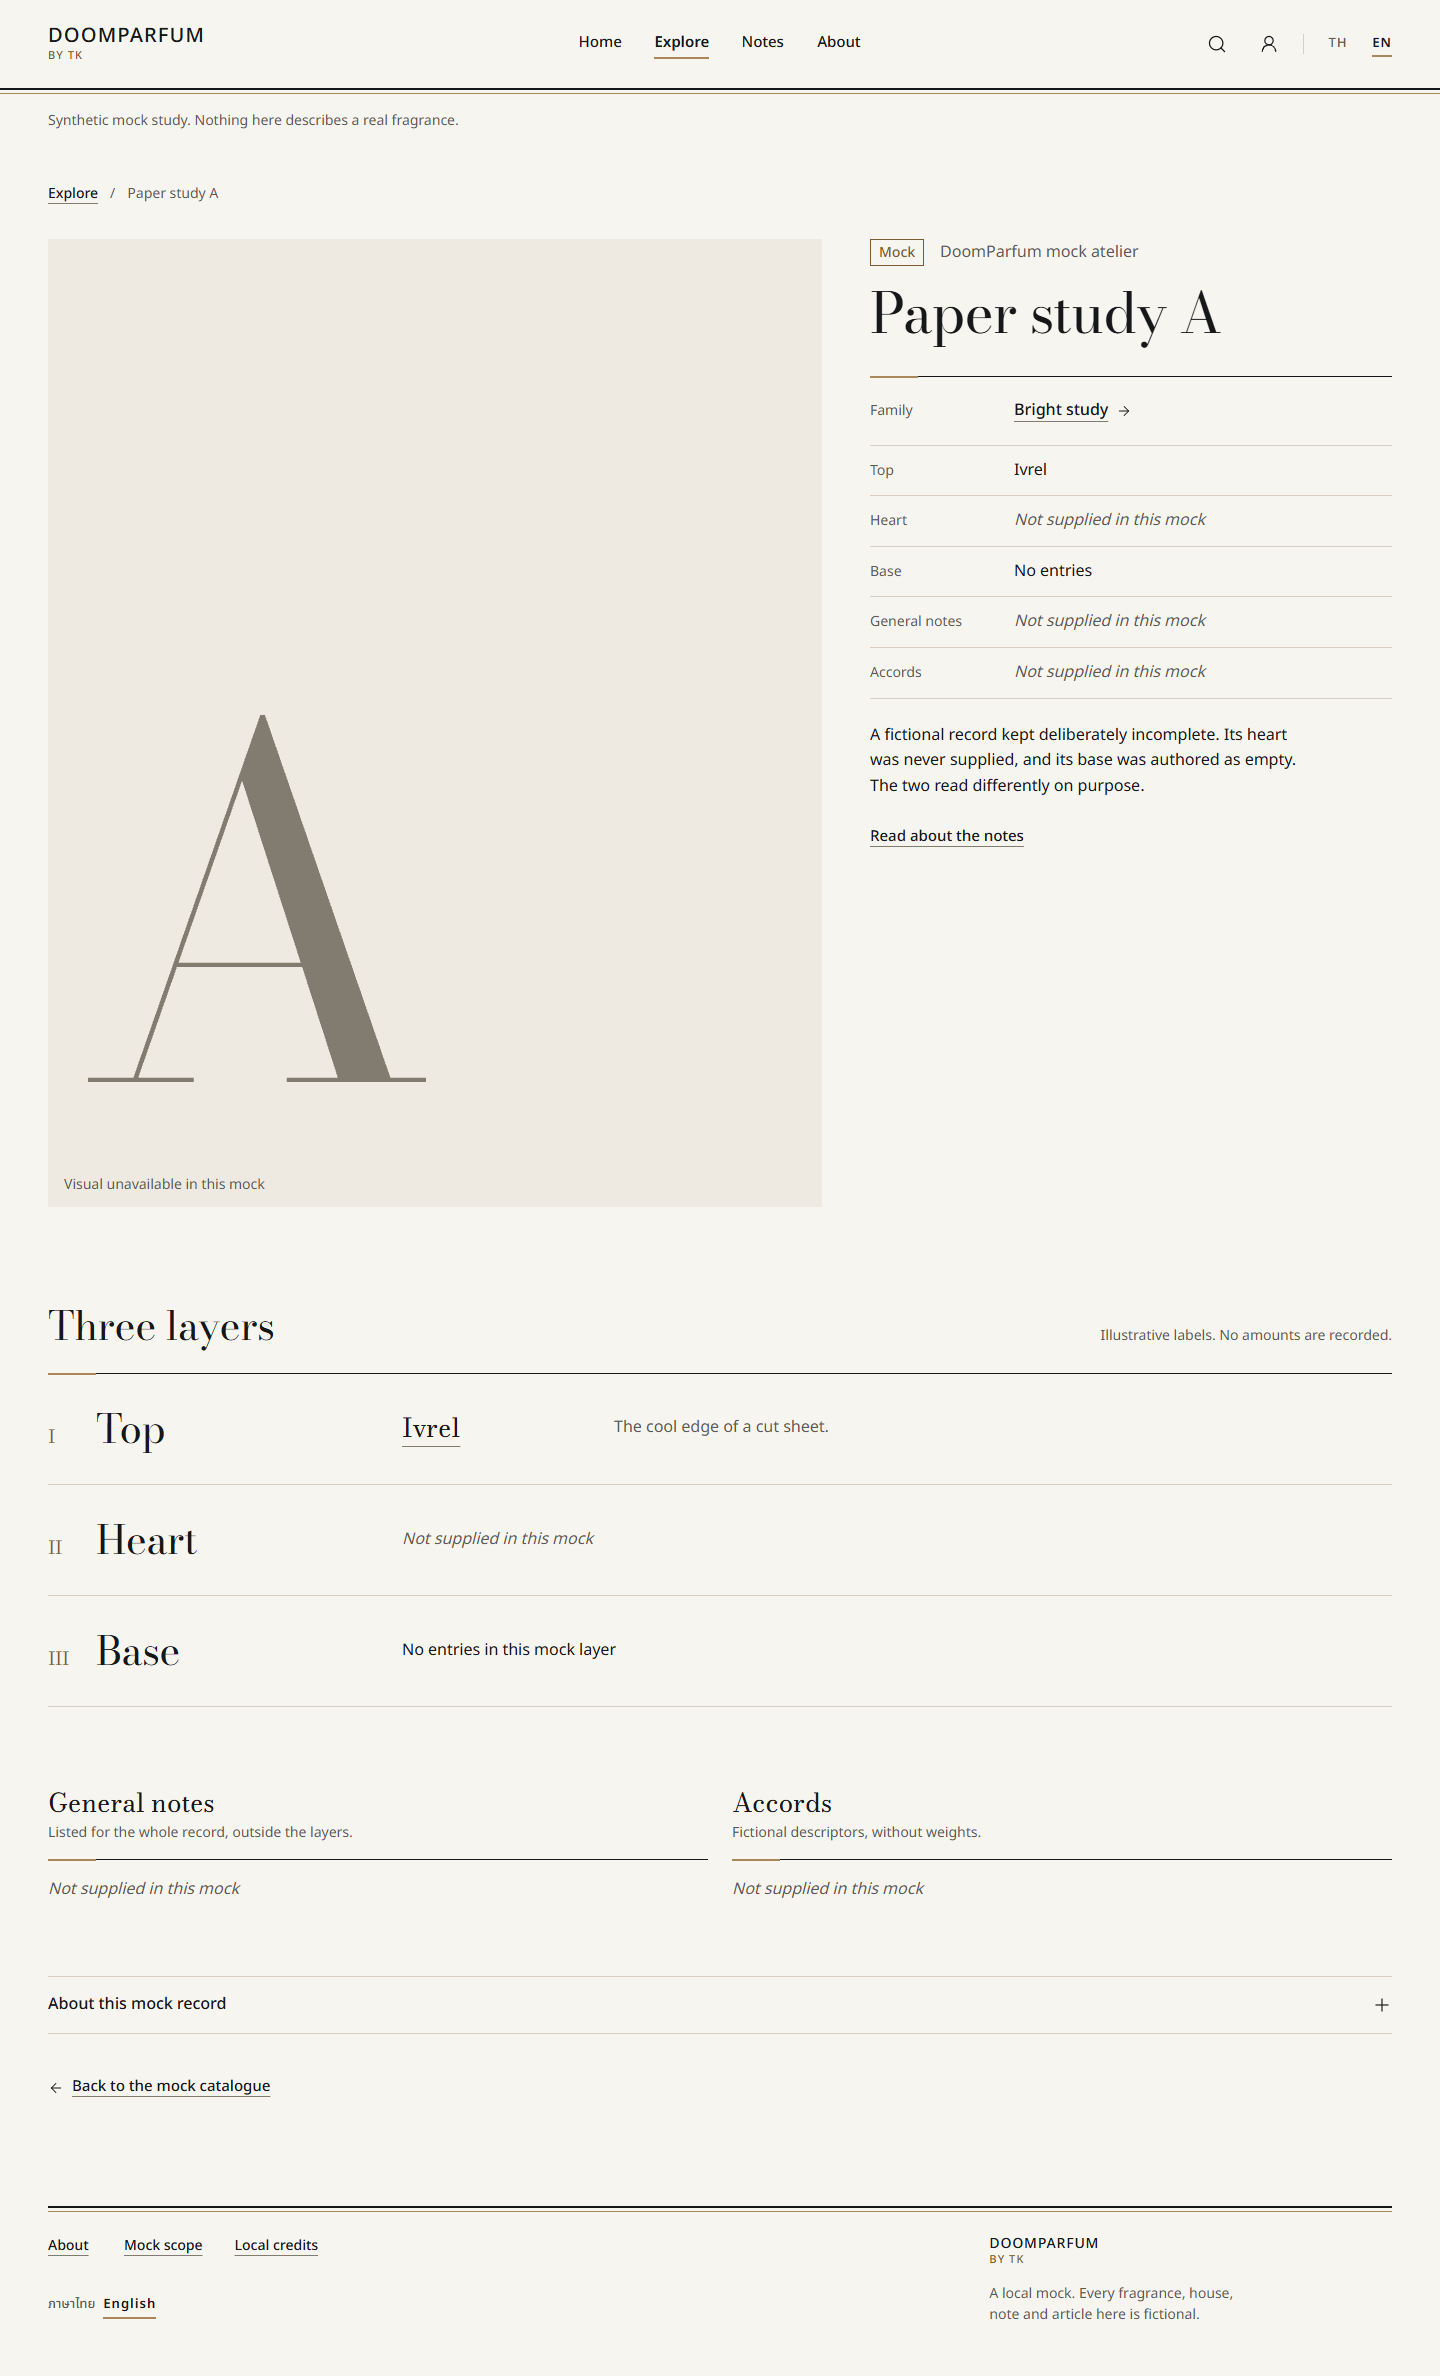 DOOMPARFUM
BY TK
Home Explore Notes About
TH EN
Synthetic mock study. Nothing here describes a real fragrance.
Explore / Paper study A
A
Visual unavailable in this mock
Mock DoomParfum mock atelier
Paper study A
Family Bright study →
Top Ivrel
Heart Not supplied in this mock
Base No entries
General notes Not supplied in this mock
Accords Not supplied in this mock
A fictional record kept deliberately incomplete. Its heart
was never supplied, and its base was authored as empty.
The two read differently on purpose.
Read about the notes
Three layers
Illustrative labels. No amounts are recorded.
I Top Ivrel The cool edge of a cut sheet.
II Heart Not supplied in this mock
III Base No entries in this mock layer
General notes
Listed for the whole record, outside the layers.
Not supplied in this mock
Accords
Fictional descriptors, without weights.
Not supplied in this mock
About this mock record +
← Back to the mock catalogue
About Mock scope Local credits
ภาษาไทย English
DOOMPARFUM
BY TK
A local mock. Every fragrance, house,
note and article here is fictional.